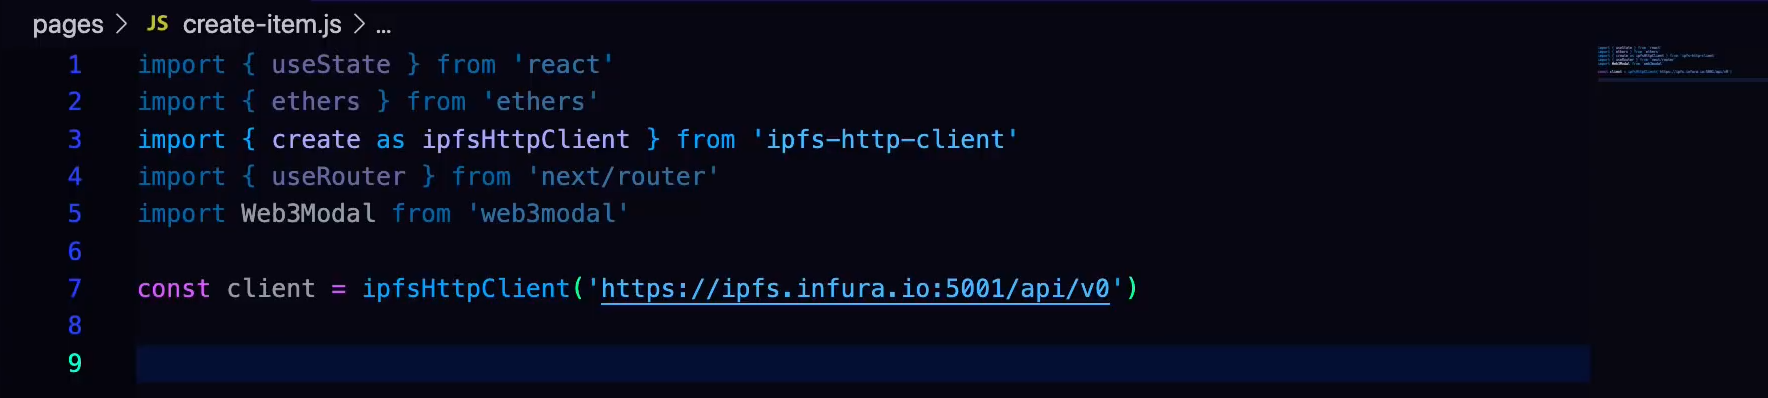 pages > JS create-item.js > ...
1 import { useState } from 'react'
2 import { ethers } from 'ethers'
3 import { create as ipfsHttpClient } from 'ipfs-http-client'
4 import { useRouter } from 'next/router'
5 import Web3Modal from 'web3modal'
6
7 const client = ipfsHttpClient('https://ipfs.infura.io:5001/api/v0')
8
9